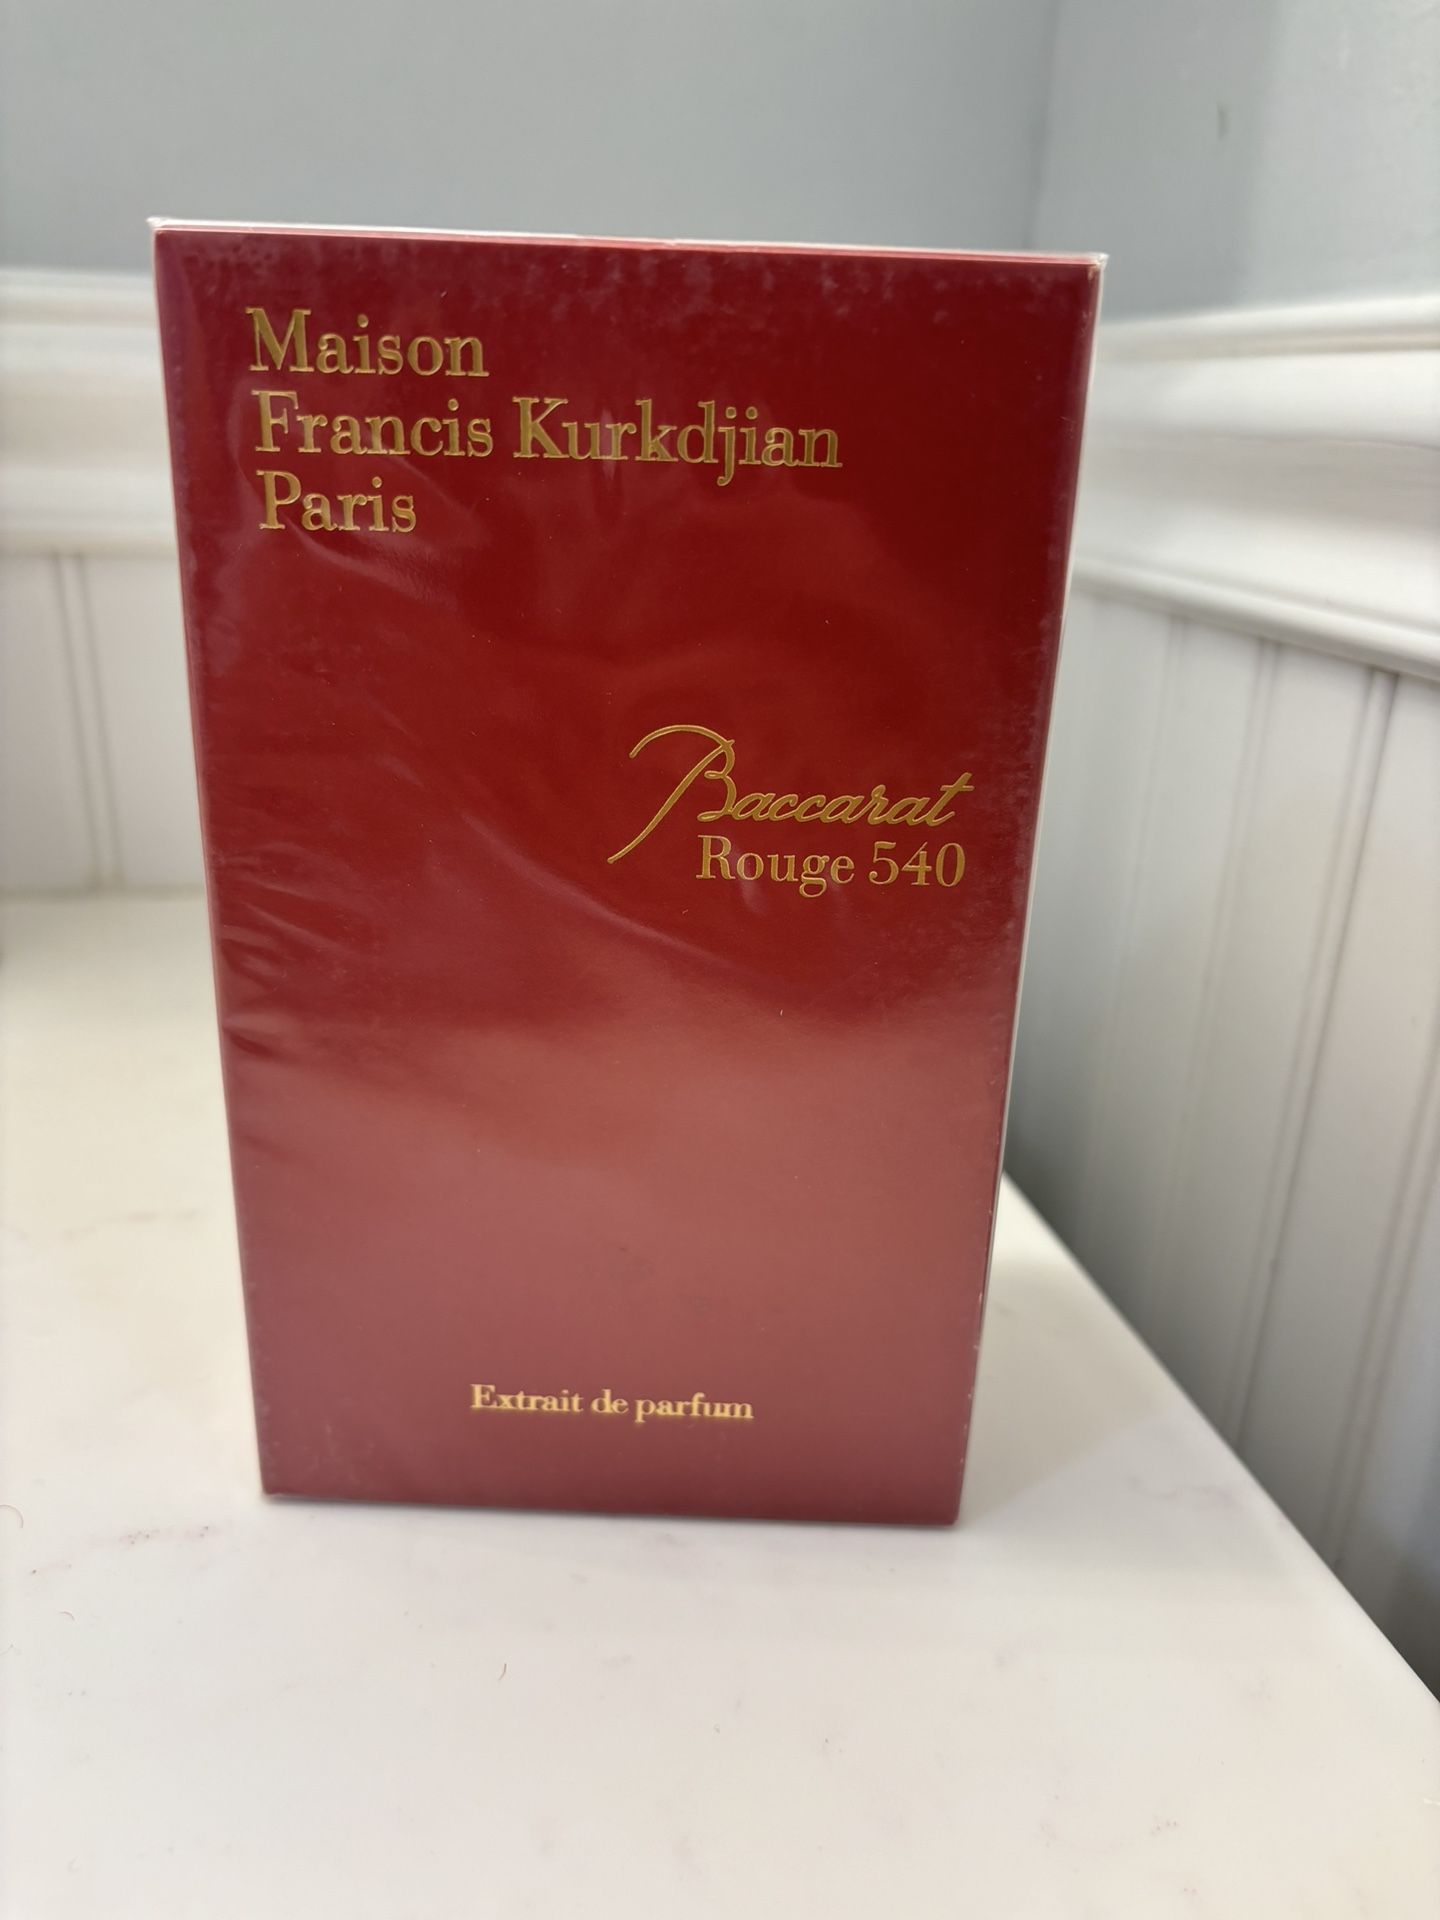 Maison
Francis Kurkdjian
Paris
Baccarat
Rouge 540
Extrait de parfum